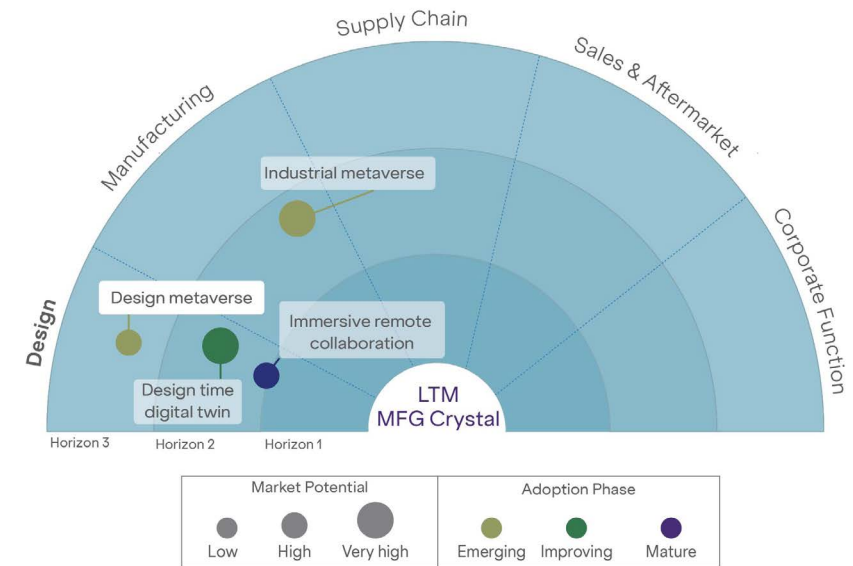 Supply Chain
Manufacturing
Sales & Aftermarket
Industrial metaverse
Corporate Function
Design
Design metaverse
Immersive remote
collaboration
Design time
digital twin
LTM
MFG Crystal
Horizon 3
Horizon 2
Horizon 1
Market Potential
Low
High
Very high
Adoption Phase
Emerging
Improving
Mature